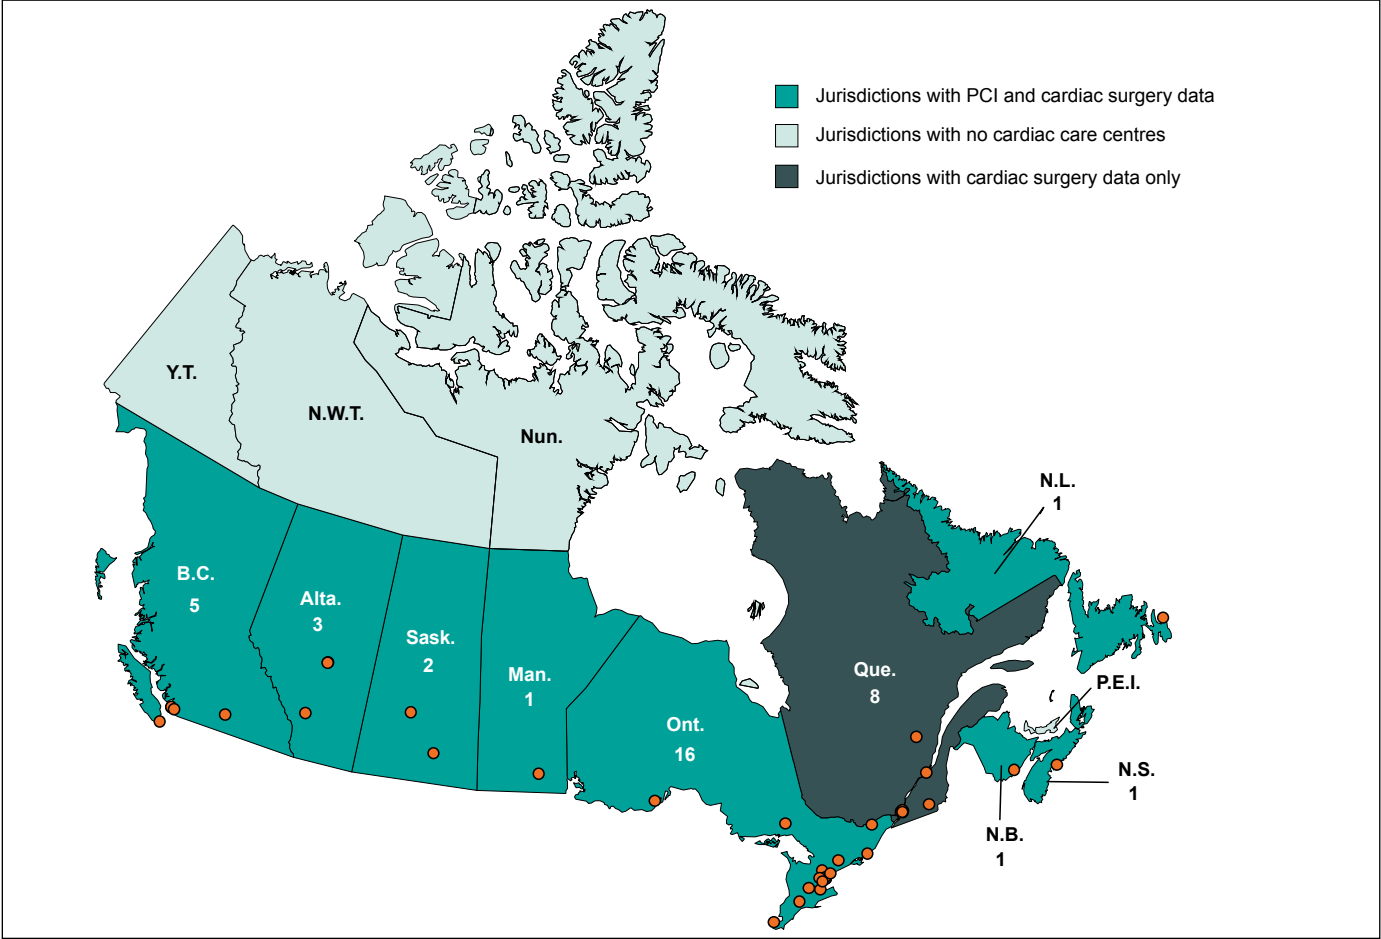 Jurisdictions with PCI and cardiac surgery data
Jurisdictions with no cardiac care centres
Jurisdictions with cardiac surgery data only
Y.T.
N.W.T.
Nun.
N.L.
1
B.C.
5
Alta.
3
Sask.
2
Man.
1
Ont.
16
Que.
8
P.E.I.
N.S.
1
N.B.
1